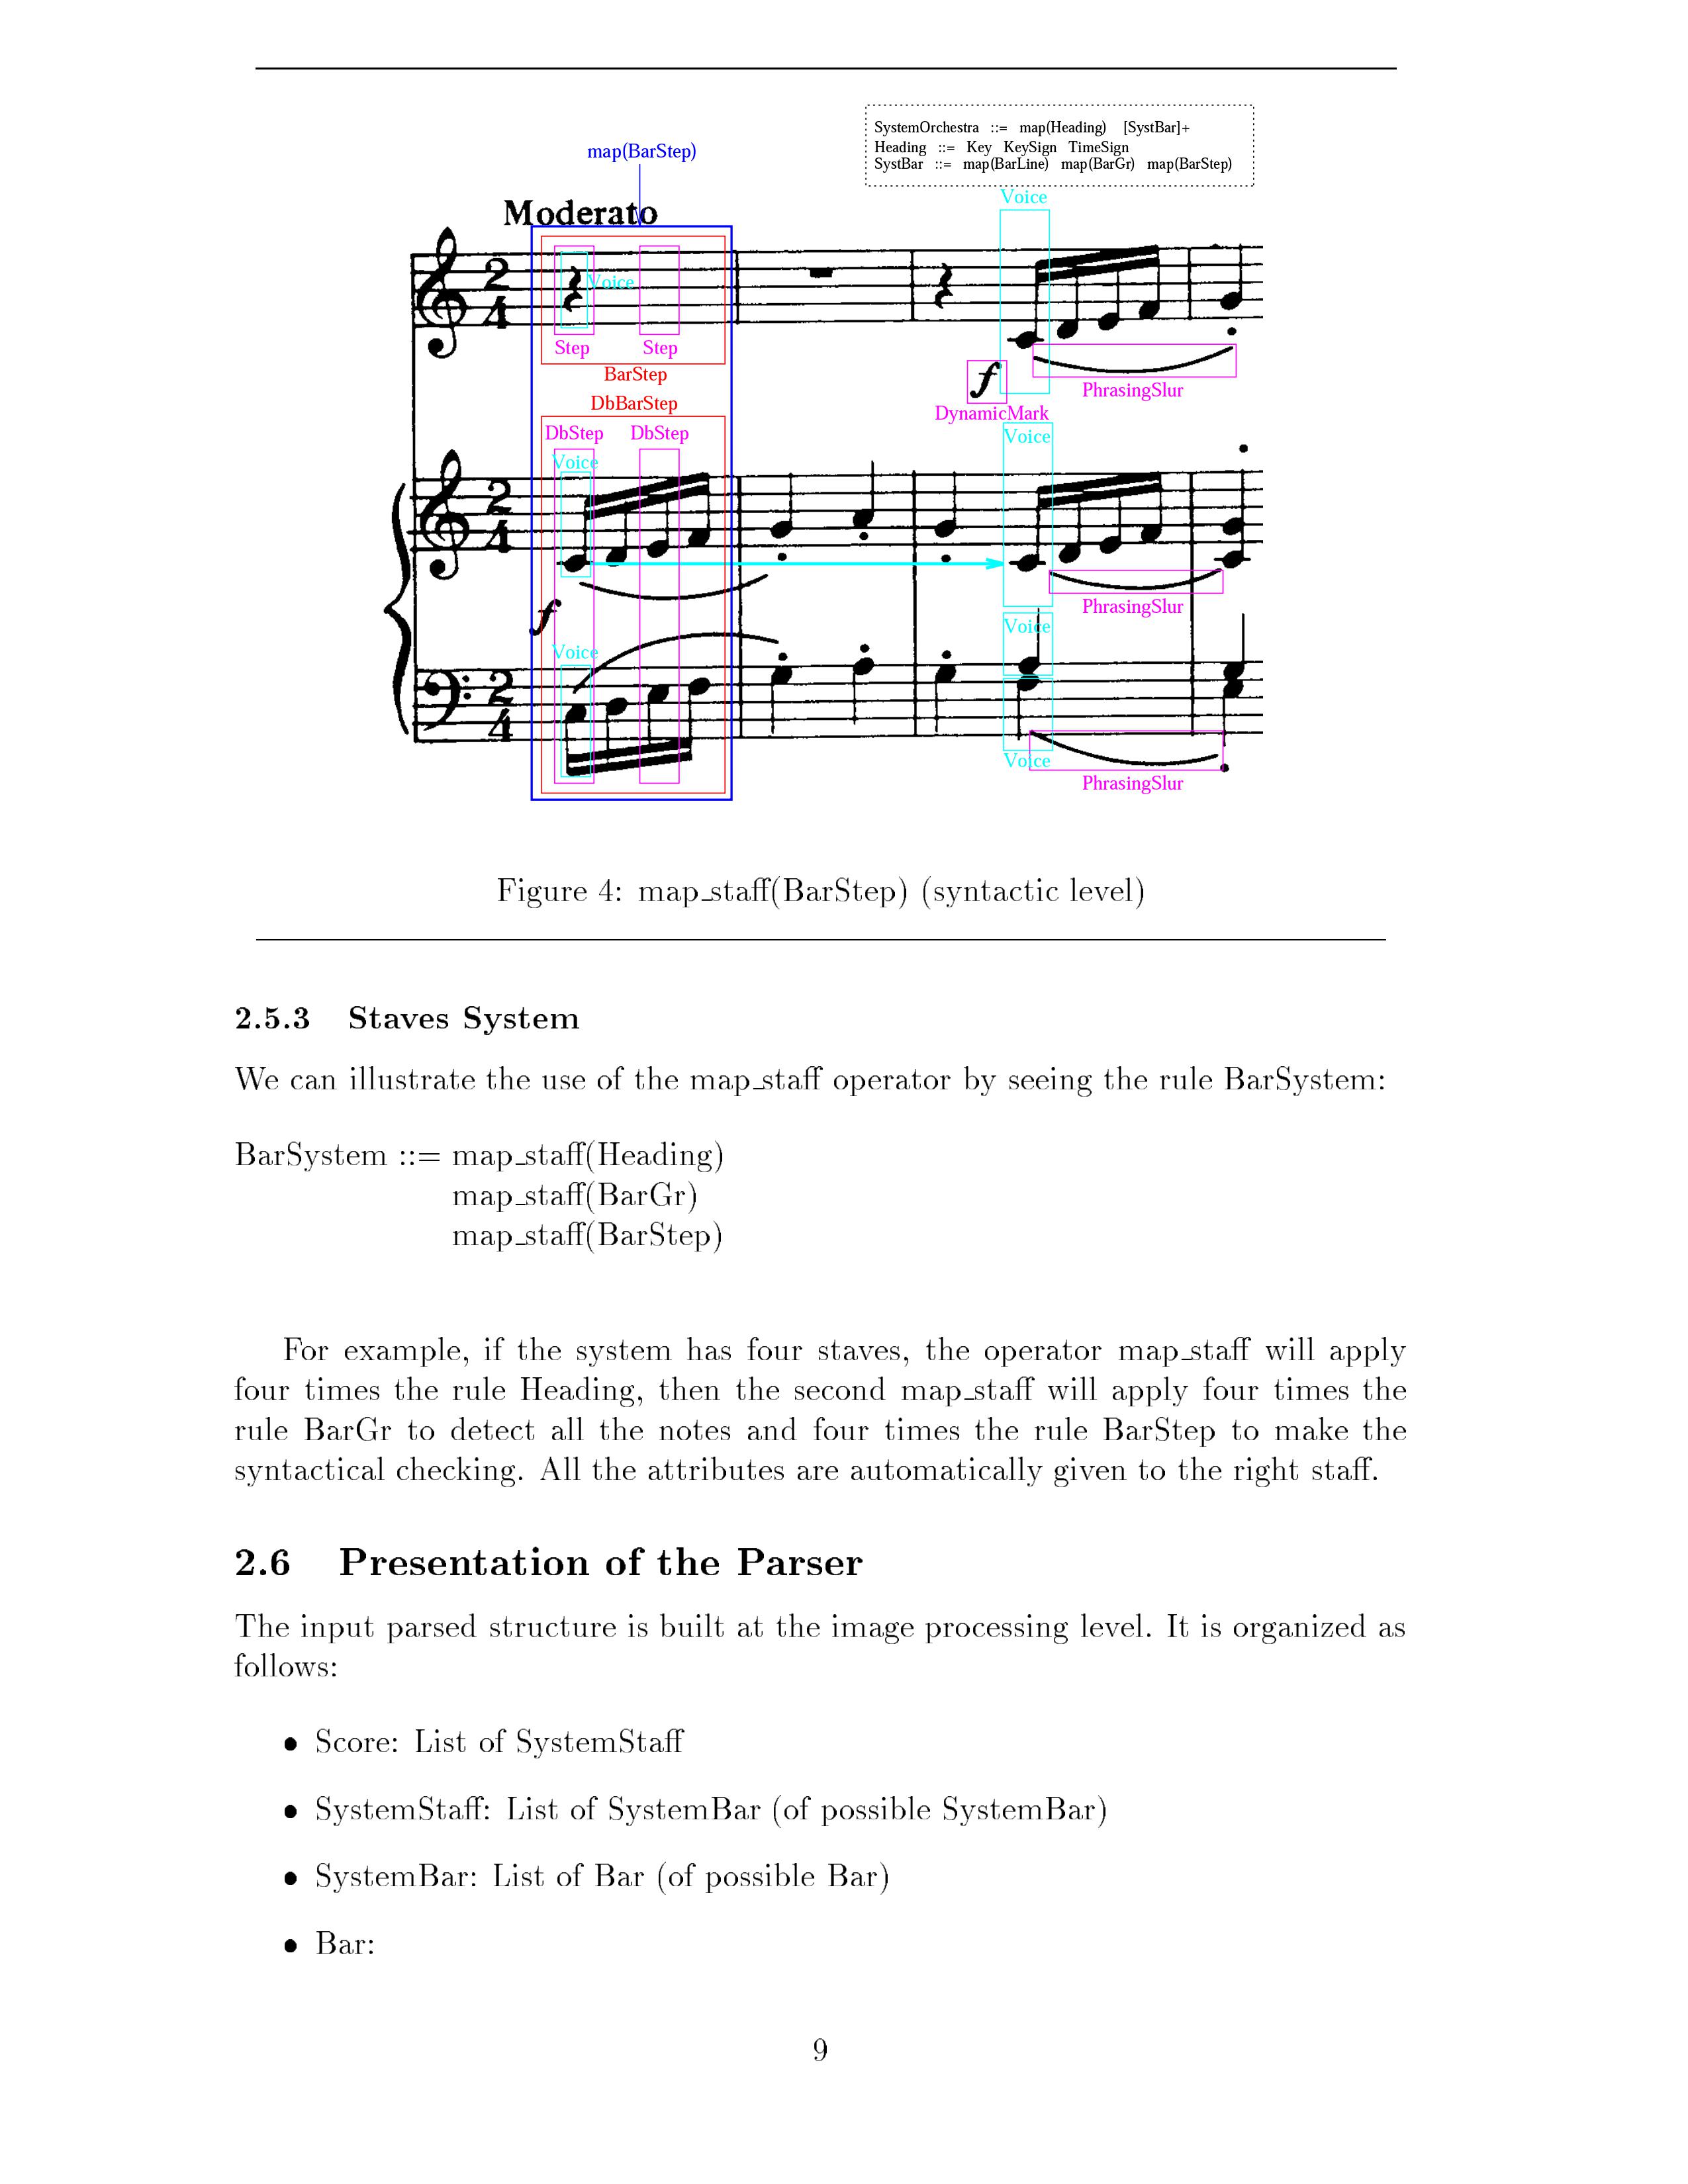 SystemOrchestra ::= map(Heading) [SystBar]+
Heading ::= Key KeySign TimeSign
SystBar ::= map(BarLine) map(BarGr) map(BarStep)
map(BarStep)
Moderato
Voice
2
4
Voice
Step Step
BarStep
PhrasingSlur
f
DynamicMark
DbBarStep
DbStep DbStep
Voice
Voice
2
4
PhrasingSlur
f
Voice
Voice
2
4
Voice
PhrasingSlur
Figure 4: map_staff(BarStep) (syntactic level)
2.5.3 Staves System
We can illustrate the use of the map_staff operator by seeing the rule BarSystem:
BarSystem ::= map_staff(Heading)
map_staff(BarGr)
map_staff(BarStep)
For example, if the system has four staves, the operator map_staff will apply
four times the rule Heading, then the second map_staff will apply four times the
rule BarGr to detect all the notes and four times the rule BarStep to make the
syntactical checking. All the attributes are automatically given to the right staff.
2.6 Presentation of the Parser
The input parsed structure is built at the image processing level. It is organized as
follows:
• Score: List of SystemStaff
• SystemStaff: List of SystemBar (of possible SystemBar)
• SystemBar: List of Bar (of possible Bar)
• Bar:
9